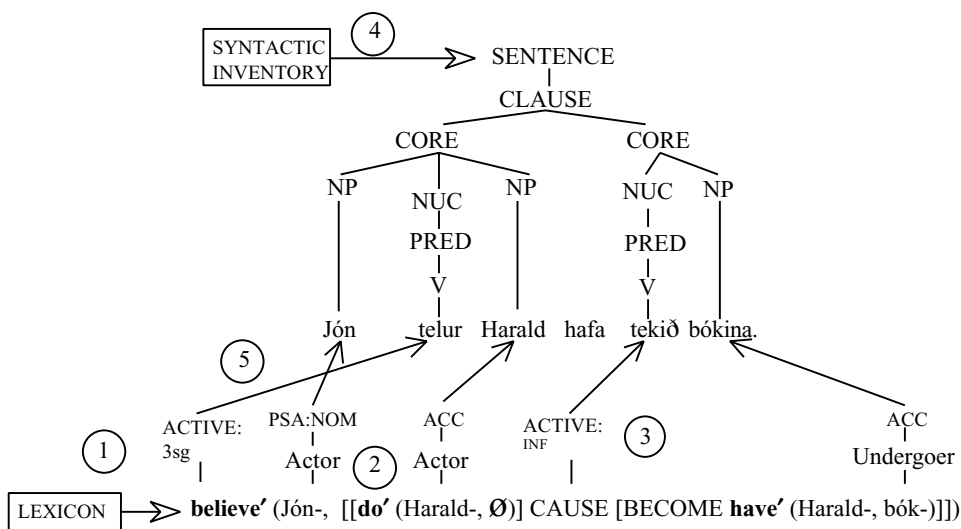 SYNTACTIC INVENTORY 4 SENTENCE
CLAUSE
CORE CORE
NP NUC NP NUC NP
PRED PRED
V V
Jón telur Harald hafa tekið bókina.
5
1 ACTIVE: 3sg PSA:NOM ACC ACTIVE: INF 3 ACC
Actor 2 Actor Undergoer
LEXICON believe′ (Jón-, [[do′ (Harald-, Ø)] CAUSE [BECOME have′ (Harald-, bók-)]])